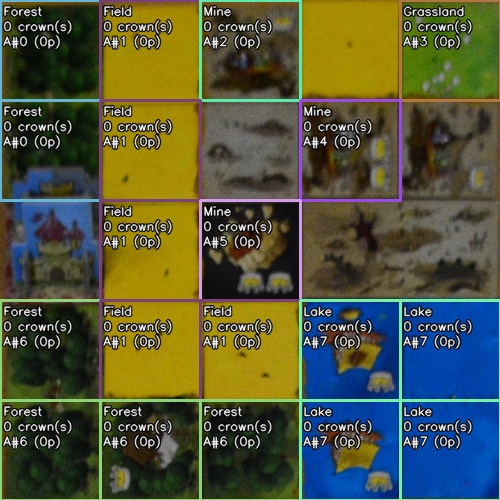 Forest
0 crown(s)
A#0 (0p)
Field
0 crown(s)
A#1 (0p)
Mine
0 crown(s)
A#2 (0p)
Grassland
0 crown(s)
A#3 (0p)
Forest
0 crown(s)
A#0 (0p)
Field
0 crown(s)
A#1 (0p)
Mine
0 crown(s)
A#4 (0p)
Field
0 crown(s)
A#1 (0p)
Mine
0 crown(s)
A#5 (0p)
Forest
0 crown(s)
A#6 (0p)
Field
0 crown(s)
A#1 (0p)
Field
0 crown(s)
A#1 (0p)
Lake
0 crown(s)
A#7 (0p)
Lake
0 crown(s)
A#7 (0p)
Forest
0 crown(s)
A#6 (0p)
Forest
0 crown(s)
A#6 (0p)
Forest
0 crown(s)
A#6 (0p)
Lake
0 crown(s)
A#7 (0p)
Lake
0 crown(s)
A#7 (0p)